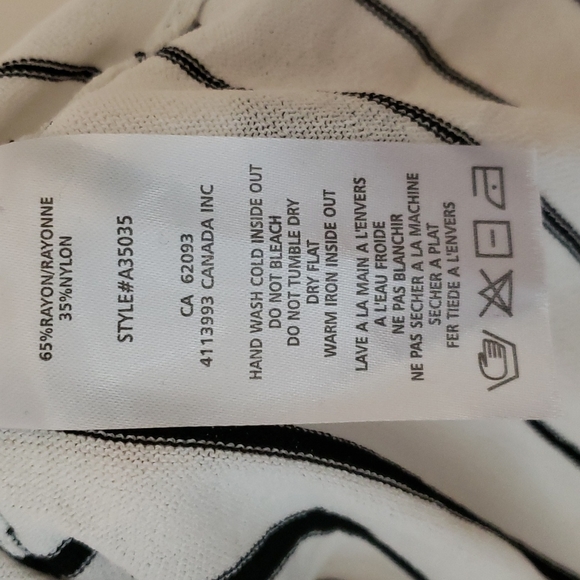 65%RAYON/RAYONNE
35%NYLON
STYLE#A35035
CA 62093
4113993 CANADA INC
HAND WASH COLD INSIDE OUT
DO NOT BLEACH
DO NOT TUMBLE DRY
DRY FLAT
WARM IRON INSIDE OUT
LAVE A LA MAIN A L'ENVERS
A L'EAU FROIDE
NE PAS BLANCHIR
NE PAS SECHER A LA MACHINE
SECHER A PLAT
FER TIEDE A L'ENVERS